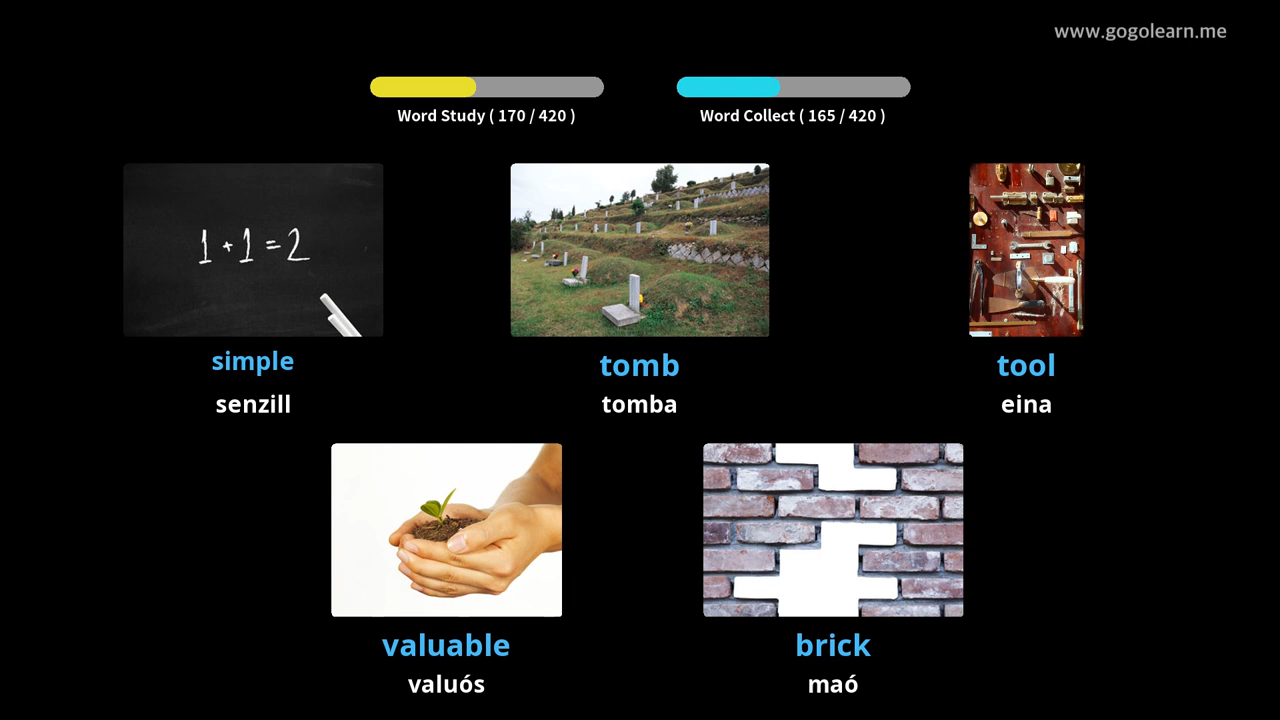 www.gogolearn.me
Word Study ( 170 / 420 )
Word Collect ( 165 / 420 )
1 + 1 = 2
simple
senzill
tomb
tomba
tool
eina
valuable
valuós
brick
maó